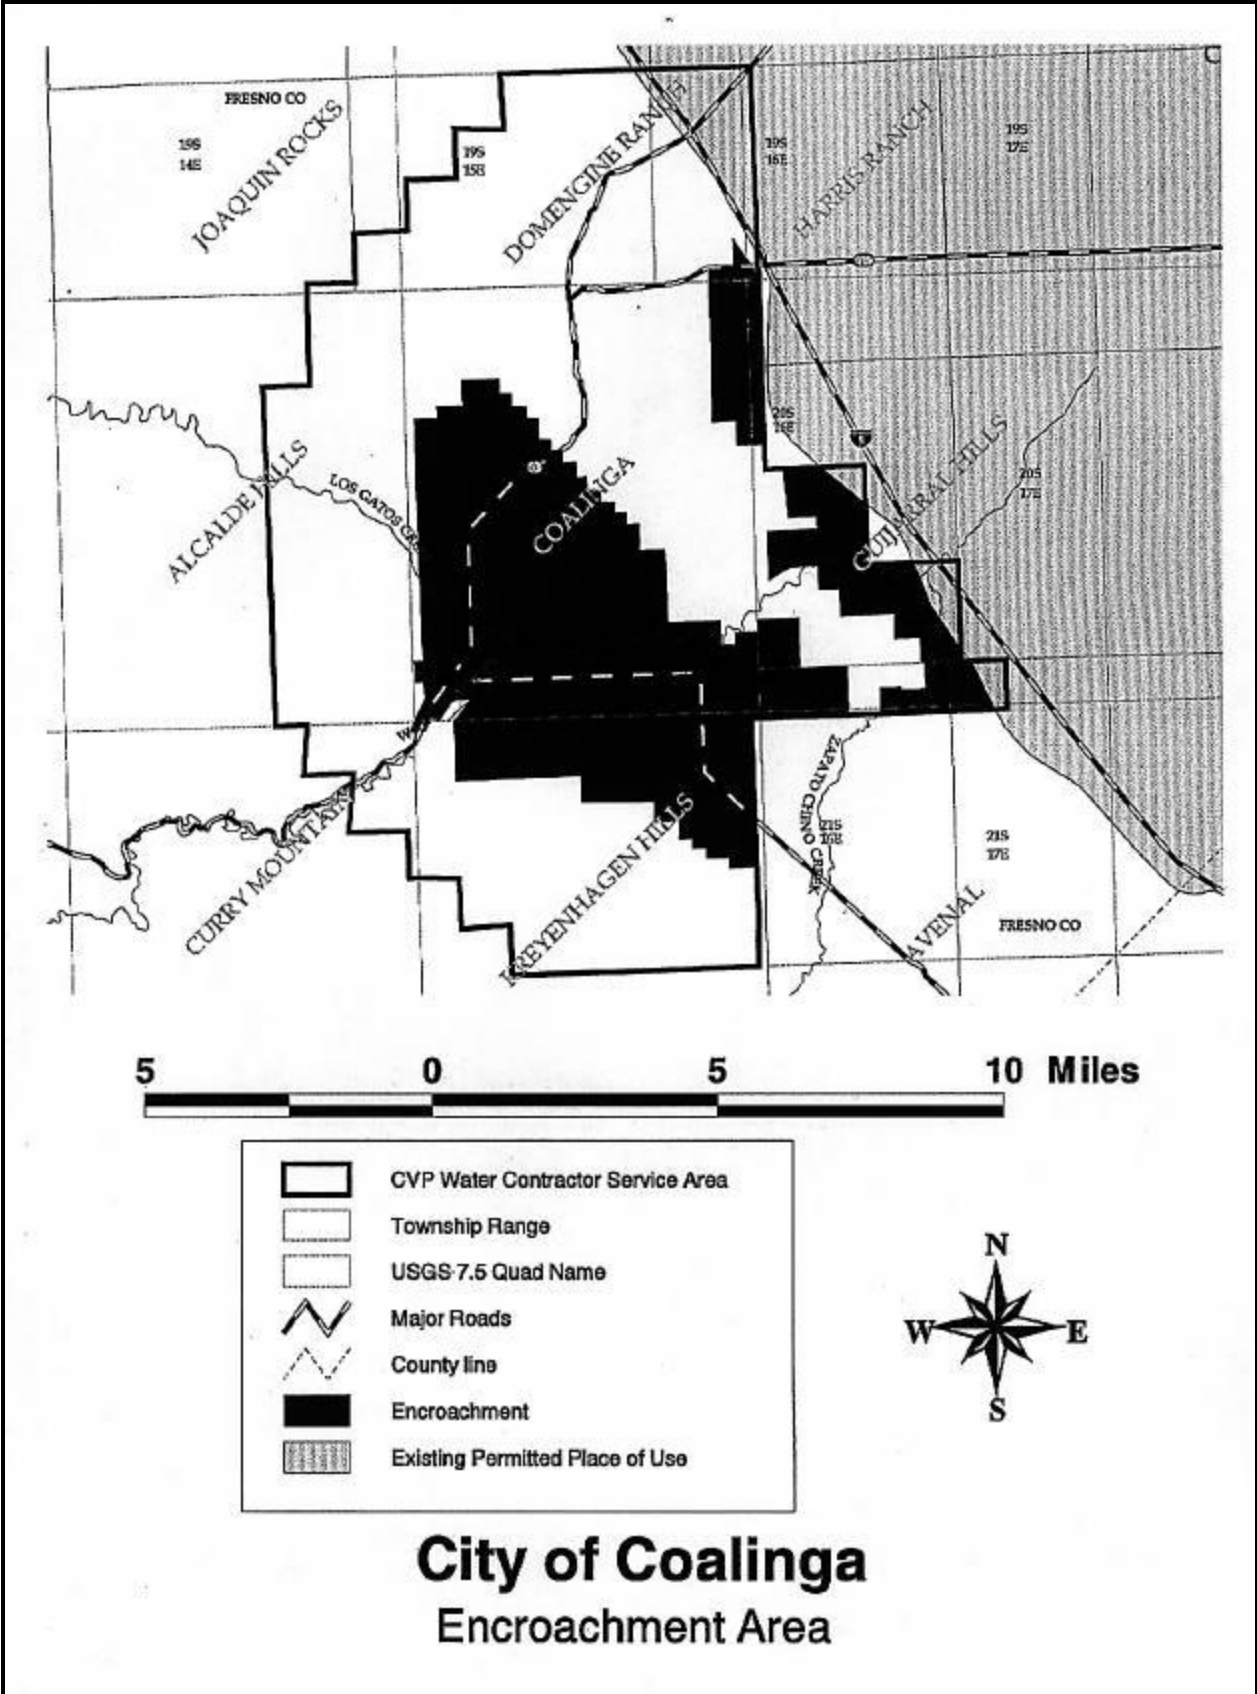 FRESNO CO
19S
14E
JOAQUIN ROCKS
19S
15E
DOMENGINE RANCH
19S
16E
HARRIS RANCH
19S
17E
ALCALDE HILLS
LOS GATOS
COALINGA
20S
16E
GUIJARRAL HILLS
20S
17E
CURRY MOUNTAIN
KREYENHAGEN HILLS
ZAPATO CHINO CREEK
21S
16E
21S
17E
AVENAL
FRESNO CO
5 0 5 10 Miles
CVP Water Contractor Service Area
Township Range
USGS 7.5 Quad Name
Major Roads
County line
Encroachment
Existing Permitted Place of Use
N
W E
S
City of Coalinga
Encroachment Area